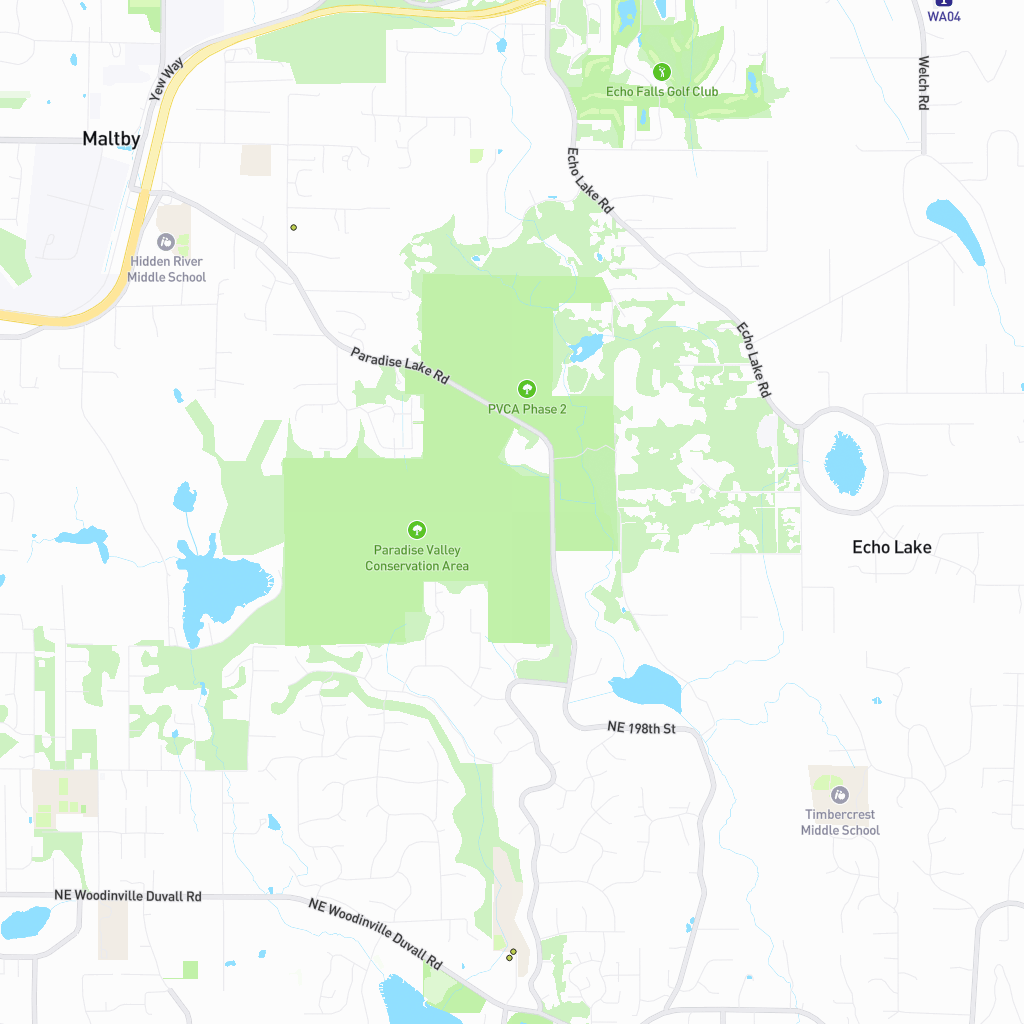 WA04
Yew Way
Welch Rd
Echo Falls Golf Club
Maltby
Echo Lake Rd
Hidden River
Middle School
Paradise Lake Rd
Echo Lake Rd
PVCA Phase 2
Paradise Valley
Conservation Area
Echo Lake
NE 198th St
Timbercrest
Middle School
NE Woodinville Duvall Rd
NE Woodinville Duvall Rd